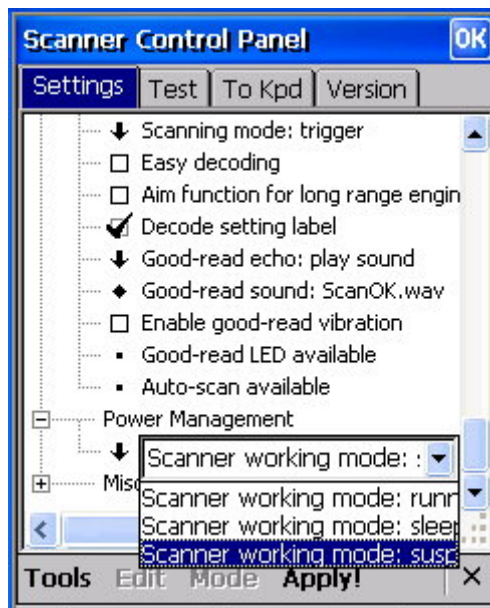 Scanner Control Panel OK
Settings Test To Kpd Version
Scanning mode: trigger
Easy decoding
Aim function for long range engin
Decode setting label
Good-read echo: play sound
Good-read sound: ScanOK.wav
Enable good-read vibration
Good-read LED available
Auto-scan available
Power Management
Scanner working mode: s
Misc
Scanner working mode: runn
Scanner working mode: sleep
Scanner working mode: susp
Tools Edit Mode Apply! ×